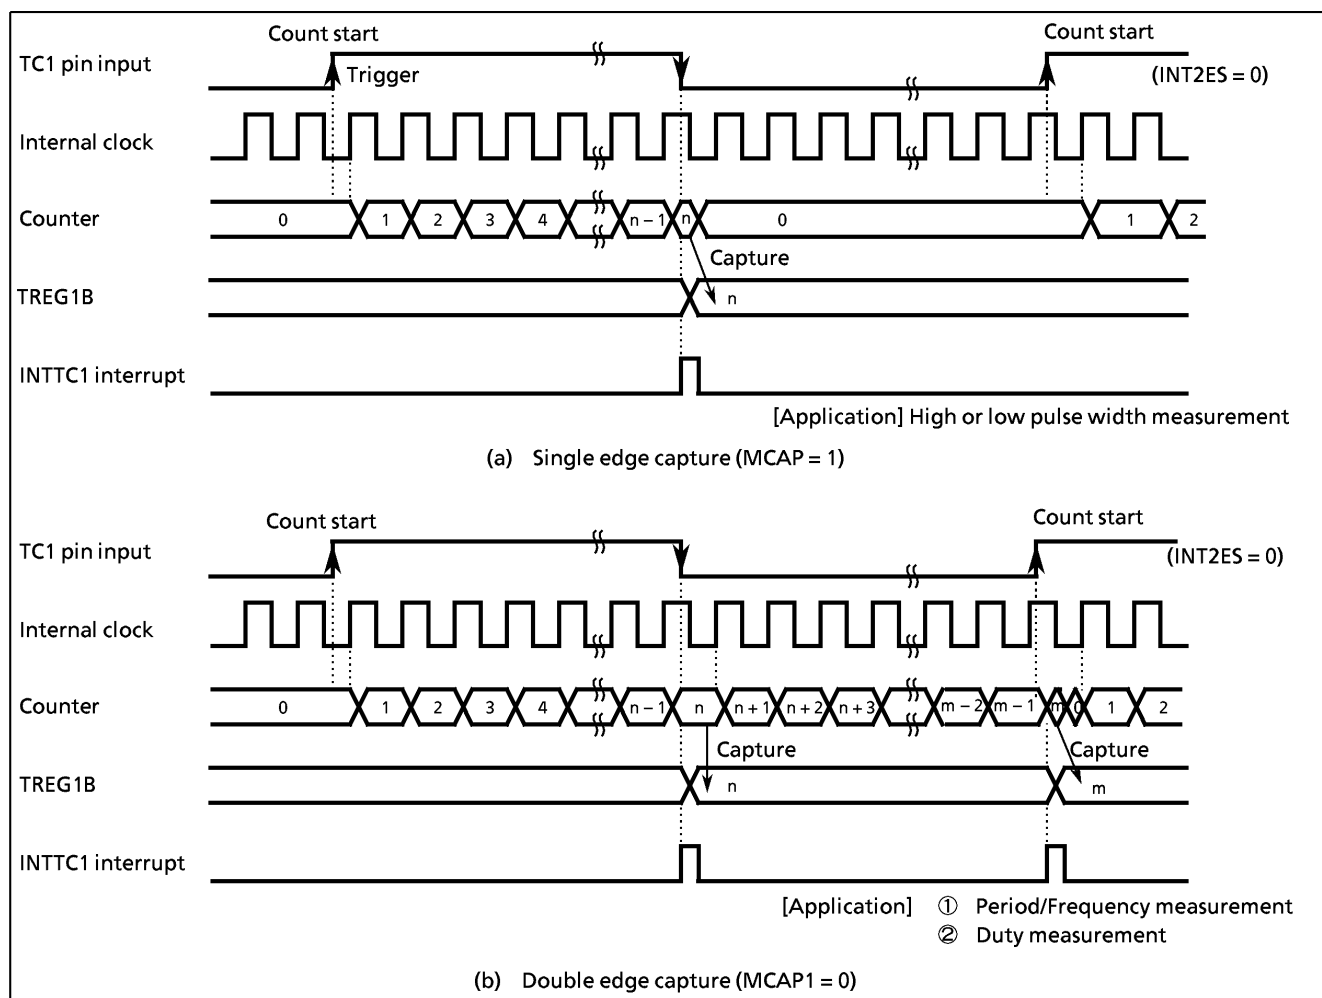 Count start
Count start
TC1 pin input
Trigger
(INT2ES = 0)
Internal clock
Counter
0 1 2 3 4 n – 1 n 0 1 2
Capture
TREG1B
n
INTTC1 interrupt
[Application] High or low pulse width measurement
(a) Single edge capture (MCAP = 1)
Count start
Count start
TC1 pin input
(INT2ES = 0)
Internal clock
Counter
0 1 2 3 4 n – 1 n n + 1 n + 2 n + 3 m – 2 m – 1 m 0 1 2
Capture
Capture
TREG1B
n
m
INTTC1 interrupt
[Application] ① Period/Frequency measurement
② Duty measurement
(b) Double edge capture (MCAP1 = 0)